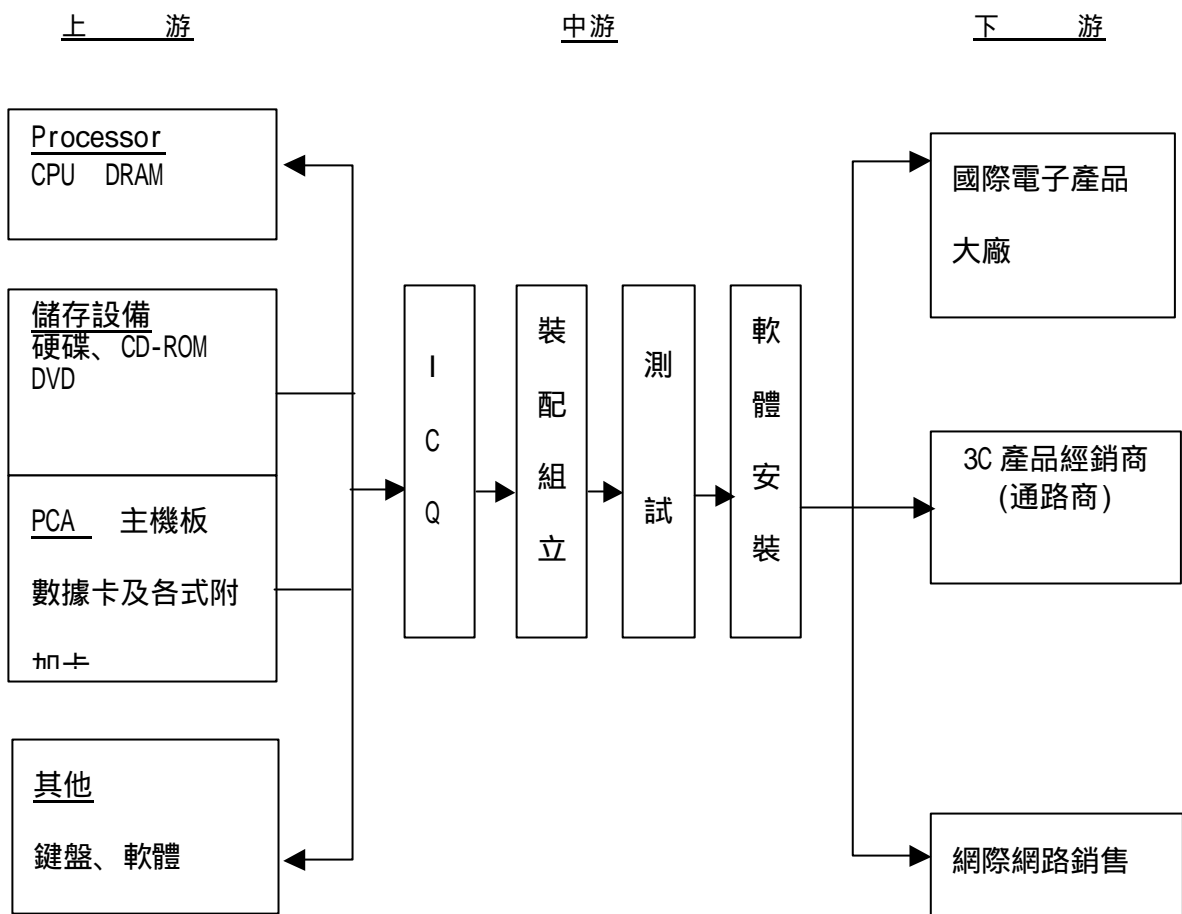 上 游
中游
下 游
Processor
CPU DRAM
儲存設備
硬碟、CD-ROM
DVD
PCA 主機板
數據卡及各式附
其他
鍵盤、軟體
ICQ
裝配組立
測試
軟體安裝
國際電子產品
大廠
3C 產品經銷商
(通路商)
網際網路銷售